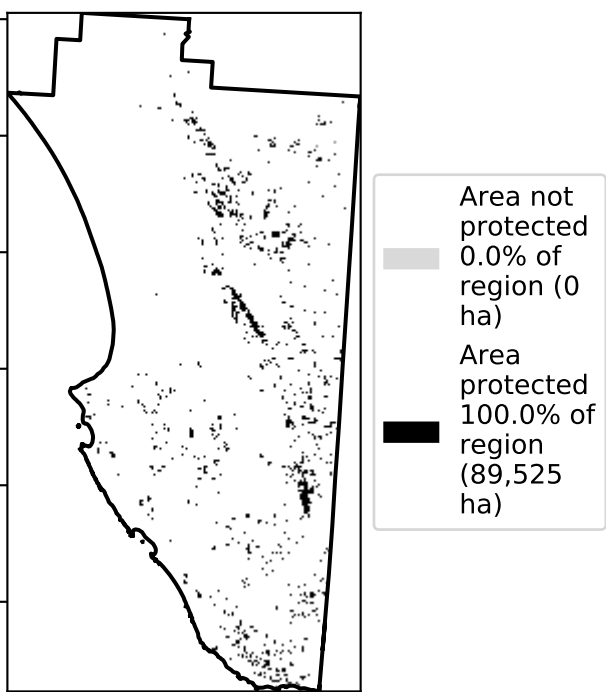 Area not
protected
0.0% of
region (0
ha)
Area
protected
100.0% of
region
(89,525
ha)